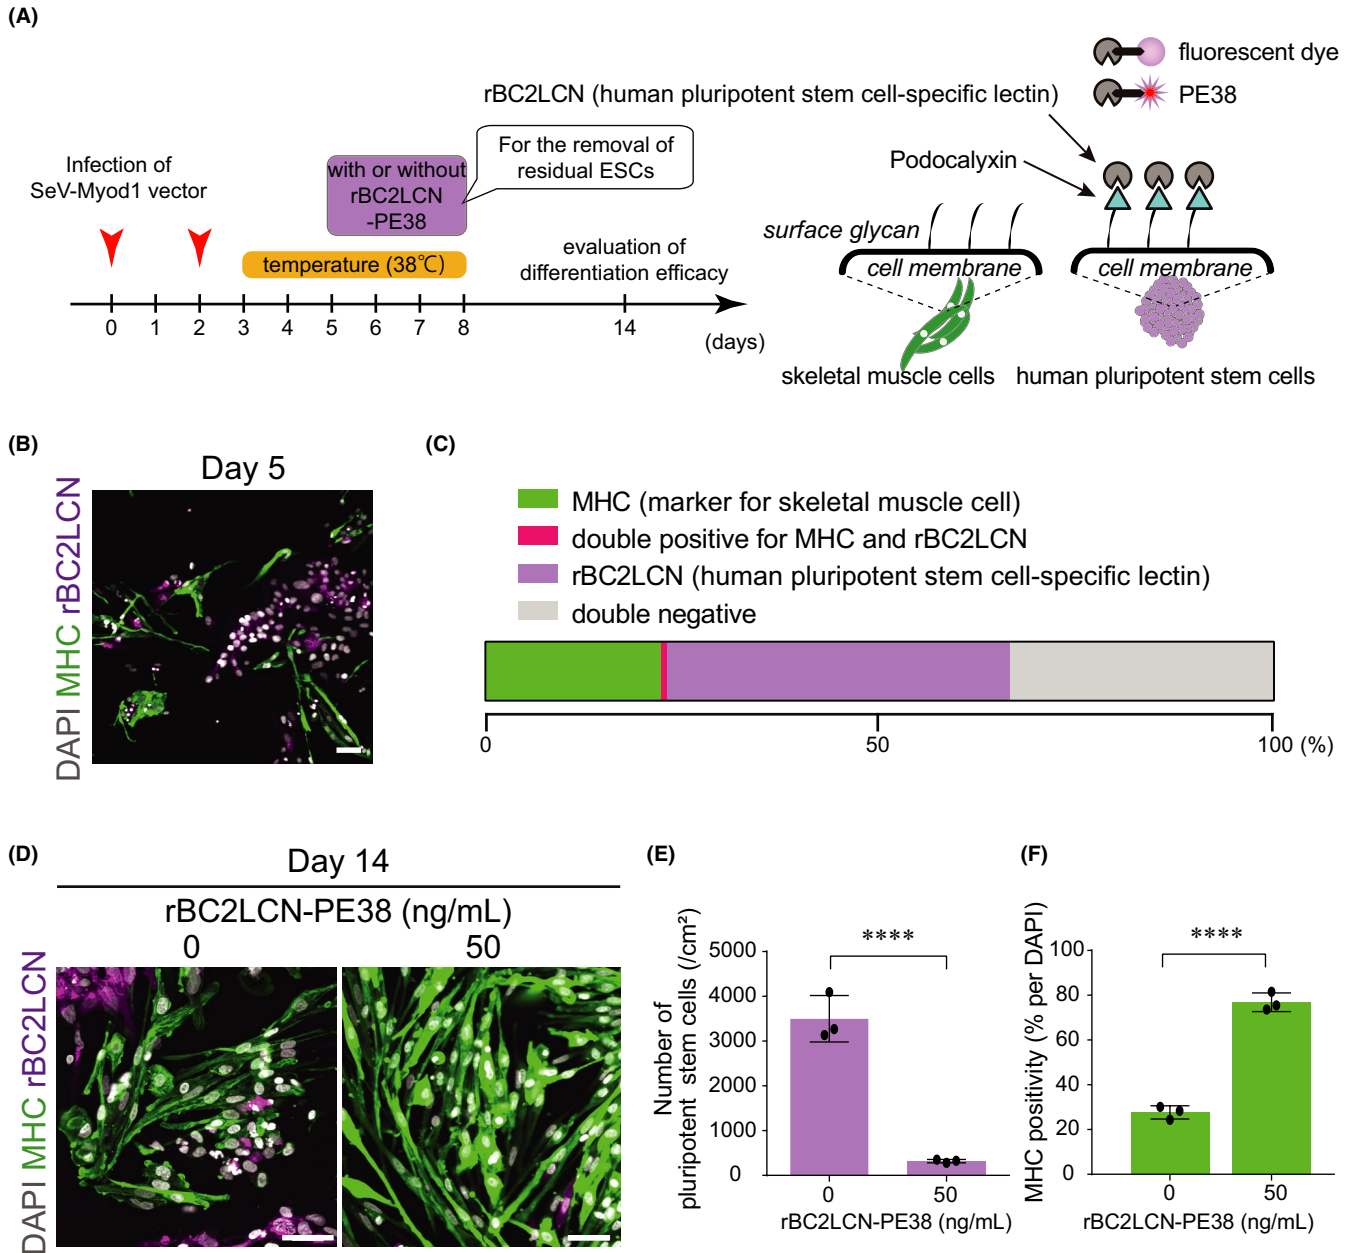 (A)
fluorescent dye
rBC2LCN (human pluripotent stem cell-specific lectin)
PE38
Infection of
SeV-Myod1 vector
with or without
rBC2LCN
-PE38
For the removal of
residual ESCs
Podocalyxin
surface glycan
temperature (38℃)
evaluation of
differentiation efficacy
cell membrane
cell membrane
0 1 2 3 4 5 6 7 8 14
(days)
skeletal muscle cells
human pluripotent stem cells
(B)
Day 5
DAPI MHC rBC2LCN
(C)
MHC (marker for skeletal muscle cell)
double positive for MHC and rBC2LCN
rBC2LCN (human pluripotent stem cell-specific lectin)
double negative
0 50 100 (%)
(D)
Day 14
rBC2LCN-PE38 (ng/mL)
0 50
DAPI MHC rBC2LCN
(E)
Number of
pluripotent stem cells (/cm²)
5000
4000
3000
2000
1000
0
****
0 50
rBC2LCN-PE38 (ng/mL)
(F)
MHC positivity (% per DAPI)
100
80
60
40
20
0
****
0 50
rBC2LCN-PE38 (ng/mL)